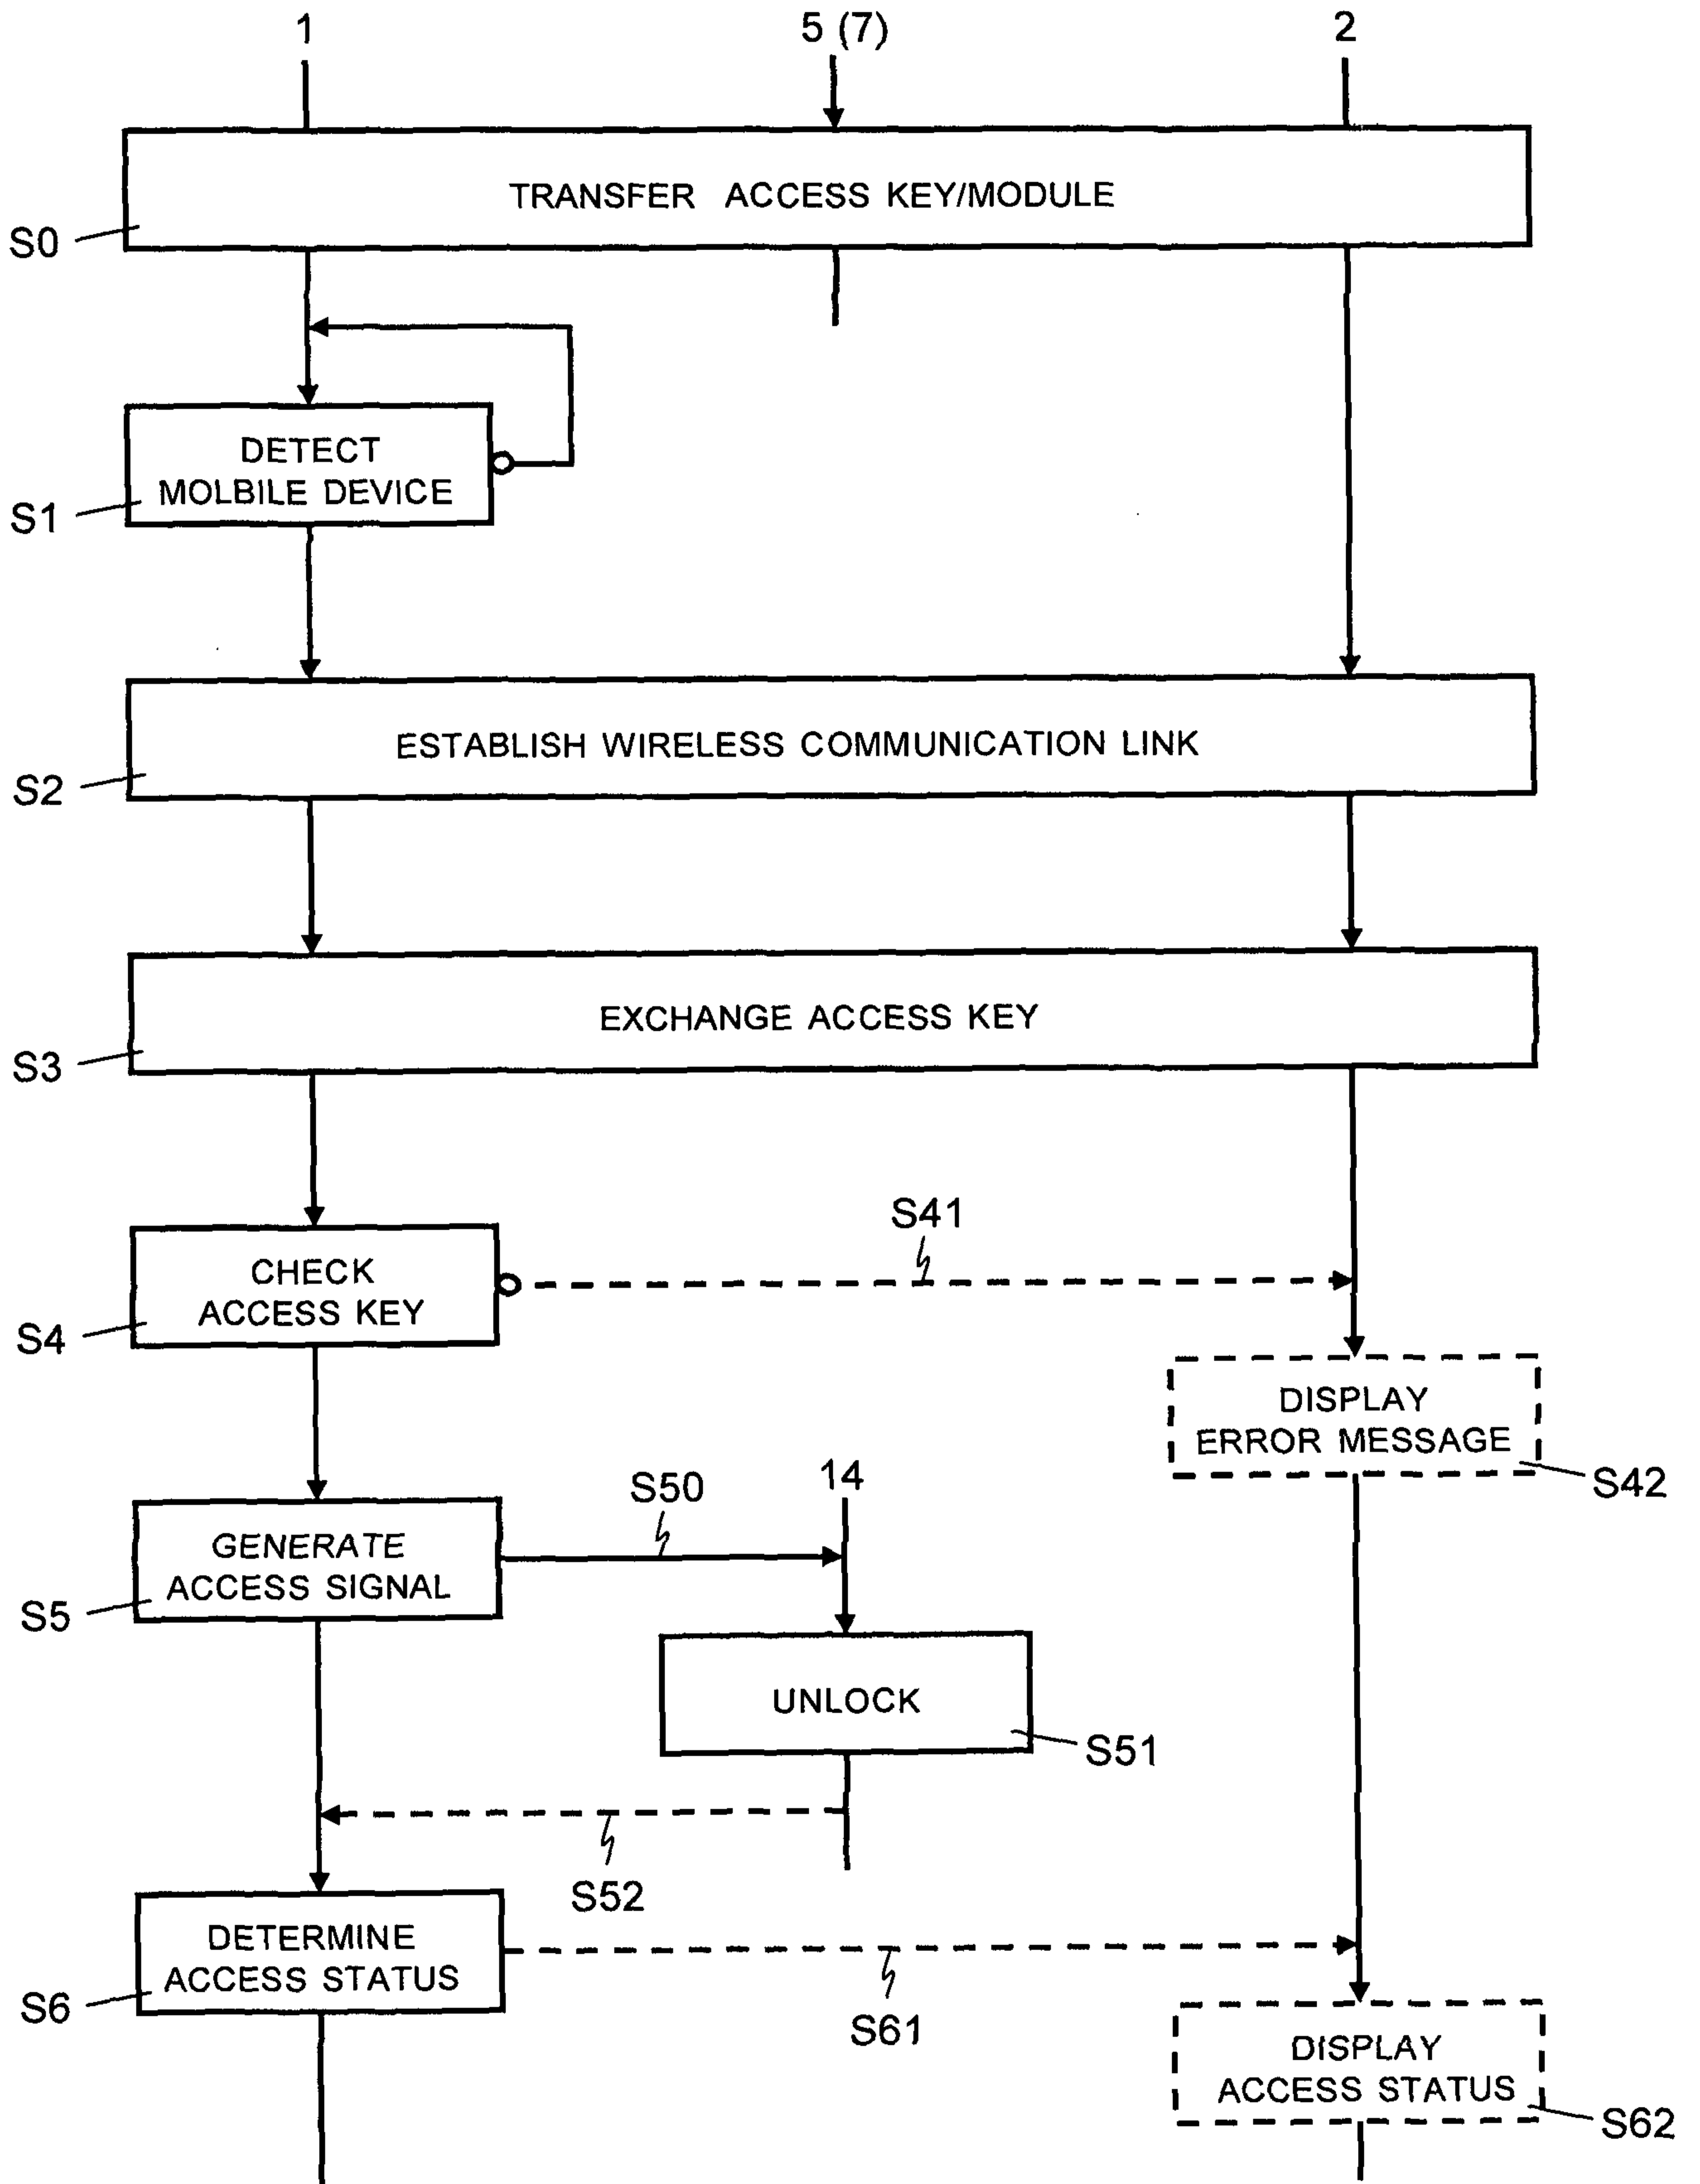 1
5 (7)
2
TRANSFER ACCESS KEY/MODULE
S0
DETECT
MOLBILE DEVICE
S1
ESTABLISH WIRELESS COMMUNICATION LINK
S2
EXCHANGE ACCESS KEY
S3
S41
CHECK
ACCESS KEY
S4
DISPLAY
ERROR MESSAGE
S42
S50
14
GENERATE
ACCESS SIGNAL
S5
UNLOCK
S51
S52
DETERMINE
ACCESS STATUS
S6
S61
DISPLAY
ACCESS STATUS
S62